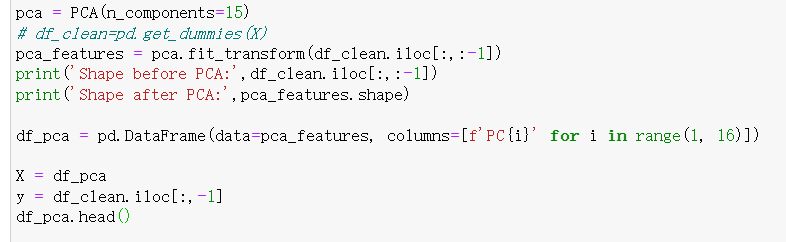 pca = PCA(n_components=15)
# df_clean=pd.get_dummies(X)
pca_features = pca.fit_transform(df_clean.iloc[:,:-1])
print('Shape before PCA:',df_clean.iloc[:,:-1])
print('Shape after PCA:',pca_features.shape)
df_pca = pd.DataFrame(data=pca_features, columns=[f'PC{i}' for i in range(1, 16)])
X = df_pca
y = df_clean.iloc[:,-1]
df_pca.head()